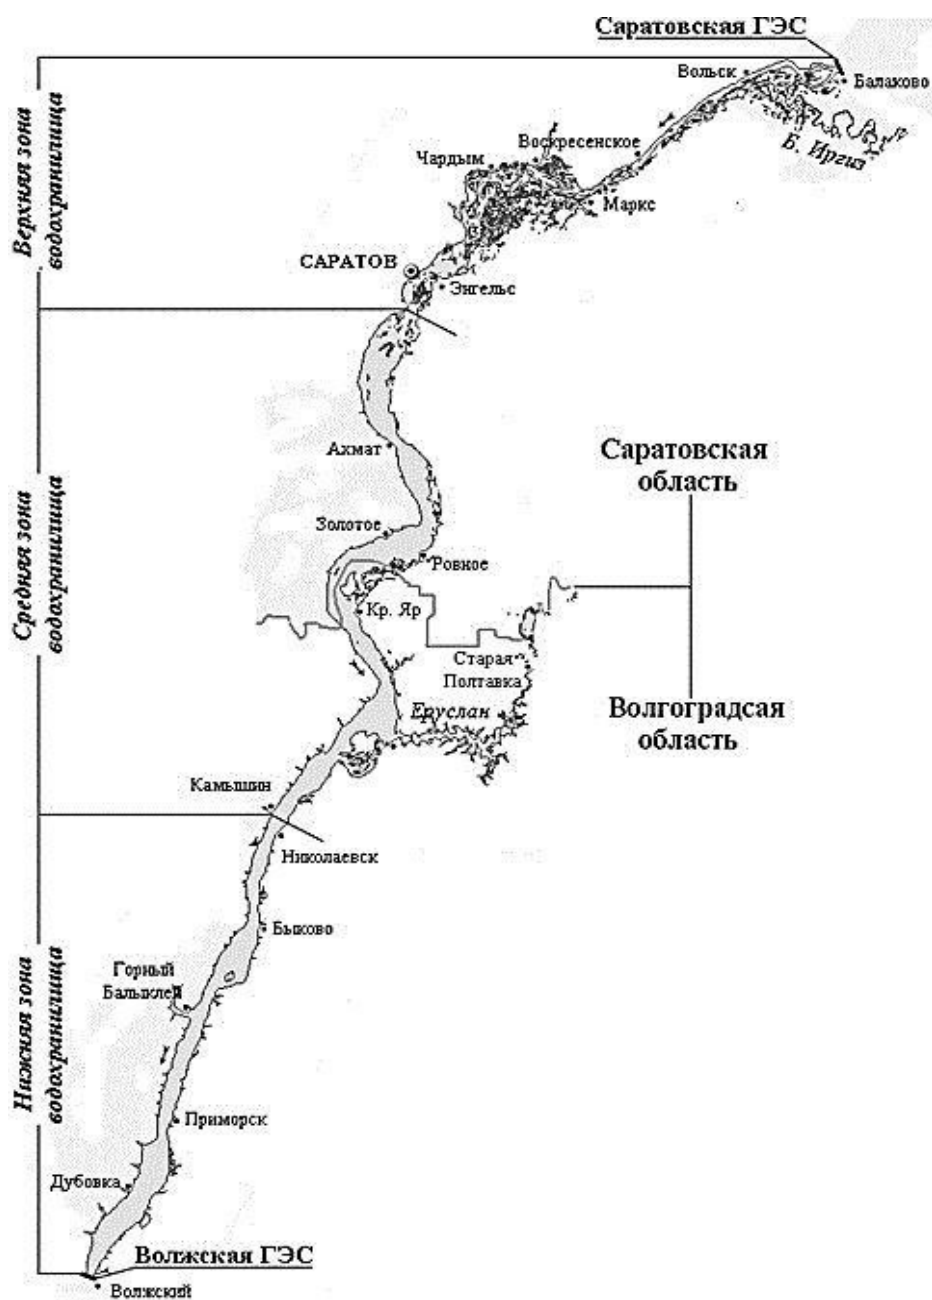 Саратовская ГЭС
Вольск
Балаково
Б. Иргиз
Воскресенское
Чардым
Маркс
Верхняя зона
водохранилища
САРАТОВ
Энгельс
Ахмат
Саратовская
область
Золотое
Ровное
Средняя зона
водохранилища
Кр. Яр
Старая
Полтавка
Еруслан
Волгоградсая
область
Камышин
Николаевск
Быково
Горный
Балыклей
Нижняя зона
водохранилища
Приморск
Дубовка
Волжская ГЭС
Волжский